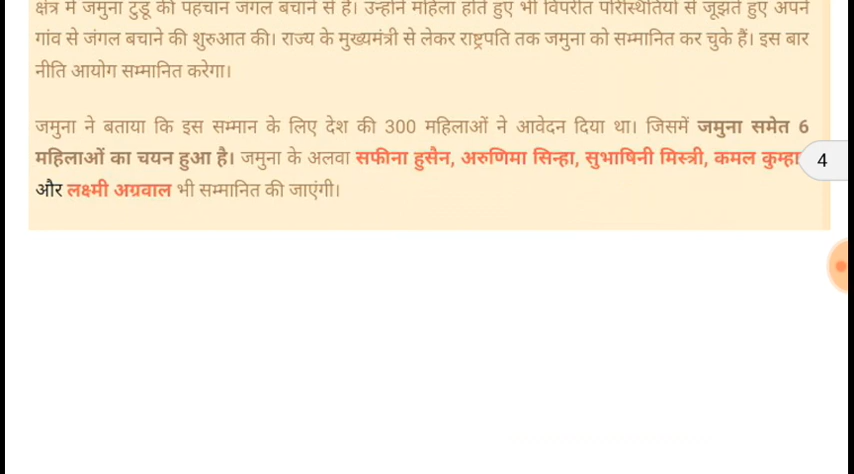 क्षेत्र में जमुना टुडू की पहचान जंगल बचाने से है। उन्होंने महिला होते हुए भी विपरीत परिस्थितियों से जूझते हुए अपने
गांव से जंगल बचाने की शुरुआत की। राज्य के मुख्यमंत्री से लेकर राष्ट्रपति तक जमुना को सम्मानित कर चुके हैं। इस बार
नीति आयोग सम्मानित करेगा।
जमुना ने बताया कि इस सम्मान के लिए देश की 300 महिलाओं ने आवेदन दिया था। जिसमें जमुना समेत 6
महिलाओं का चयन हुआ है। जमुना के अलवा सफीना हुसैन, अरुणिमा सिन्हा, सुभाषिनी मिस्त्री, कमल कुम्हा
4
और लक्ष्मी अग्रवाल भी सम्मानित की जाएंगी।